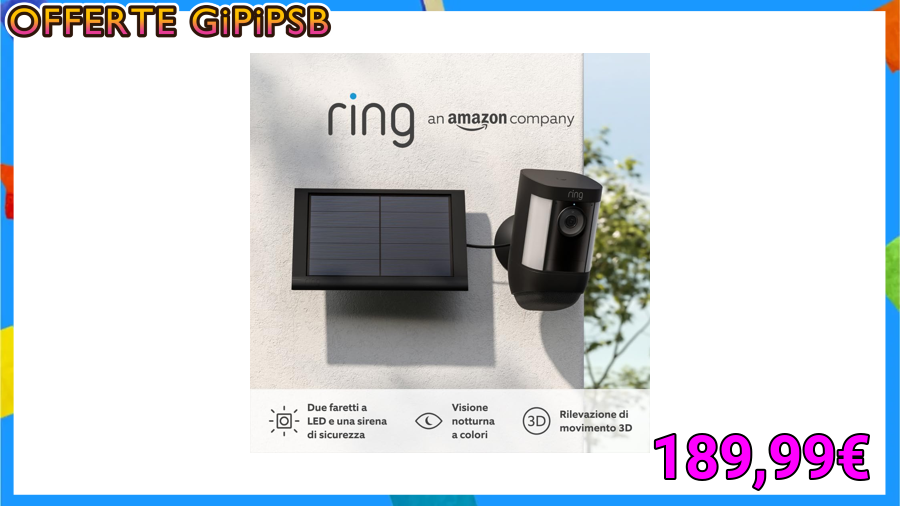 OFFERTE GiPiPSB
ring an amazon company
ring
Due faretti a
LED e una sirena
di sicurezza
Visione
notturna
a colori
3D
Rilevazione di
movimento 3D
189,99€